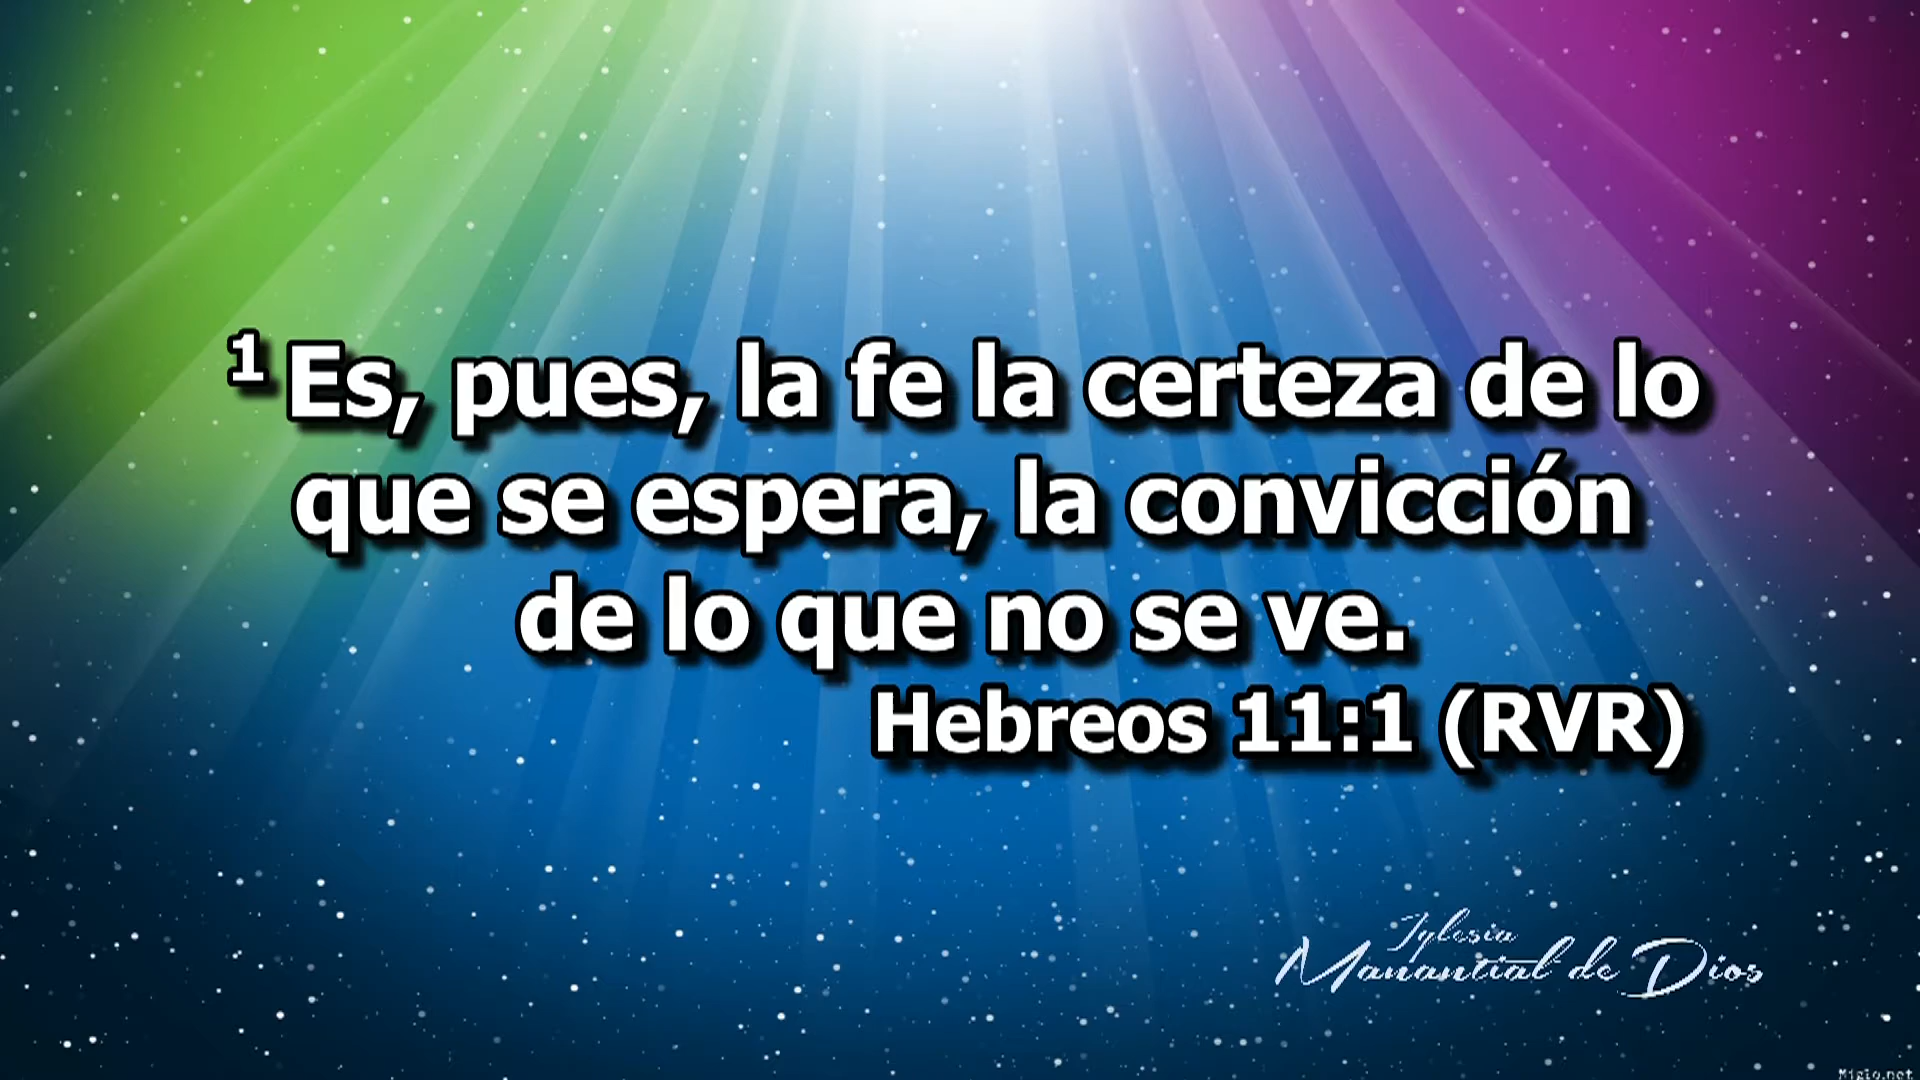 1 Es, pues, la fe la certeza de lo
que se espera, la convicción
de lo que no se ve.
Hebreos 11:1 (RVR)
Iglesia
Manantial de Dios